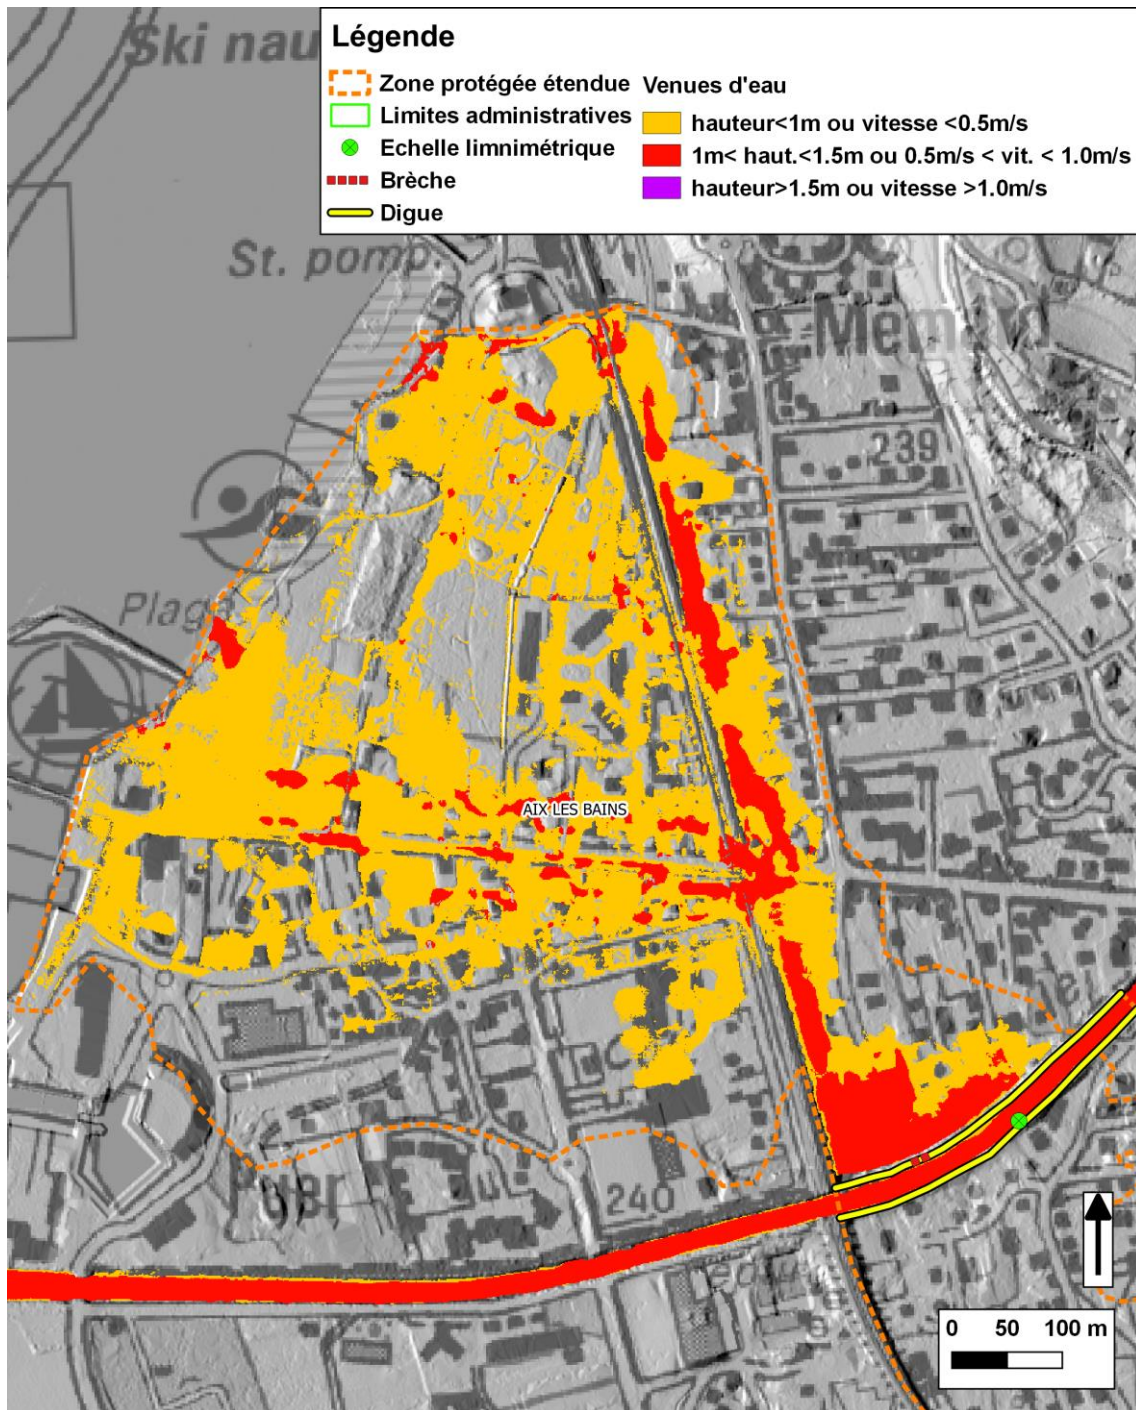 Légende
Zone protégée étendue
Limites administratives
Echelle limnimétrique
Brèche
Digue
Venues d'eau
hauteur<1m ou vitesse <0.5m/s
1m< haut.<1.5m ou 0.5m/s < vit. < 1.0m/s
hauteur>1.5m ou vitesse >1.0m/s
Ski nau
St. pomp.
239
Plage
AIX LES BAINS
240
0 50 100 m